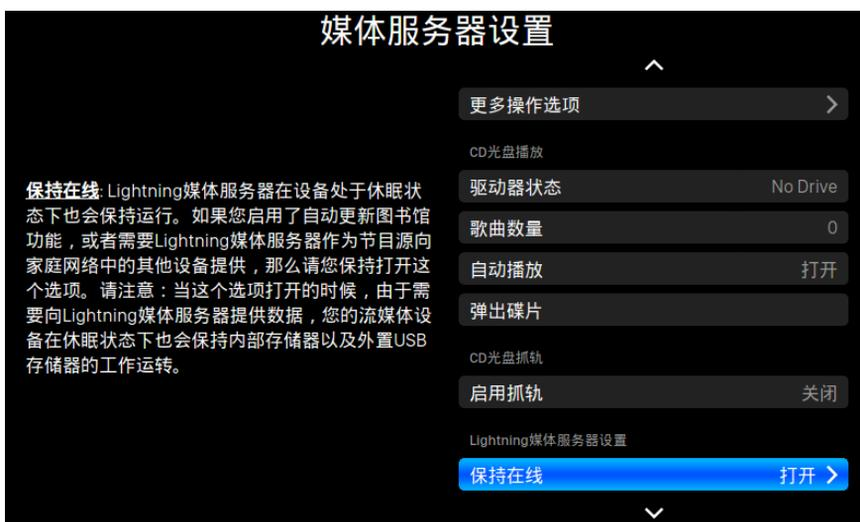 媒体服务器设置
更多操作选项
CD光盘播放
驱动器状态 No Drive
歌曲数量 0
自动播放 打开
弹出碟片
CD光盘抓轨
启用抓轨 关闭
Lightning媒体服务器设置
保持在线 打开
保持在线: Lightning媒体服务器在设备处于休眠状
态下也会保持运行。如果您启用了自动更新图书馆
功能，或者需要Lightning媒体服务器作为节目源向
家庭网络中的其他设备提供，那么请您保持打开这
个选项。请注意：当这个选项打开的时候，由于需
要向Lightning媒体服务器提供数据，您的流媒体设
备在休眠状态下也会保持内部存储器以及外置USB
存储器的工作运转。